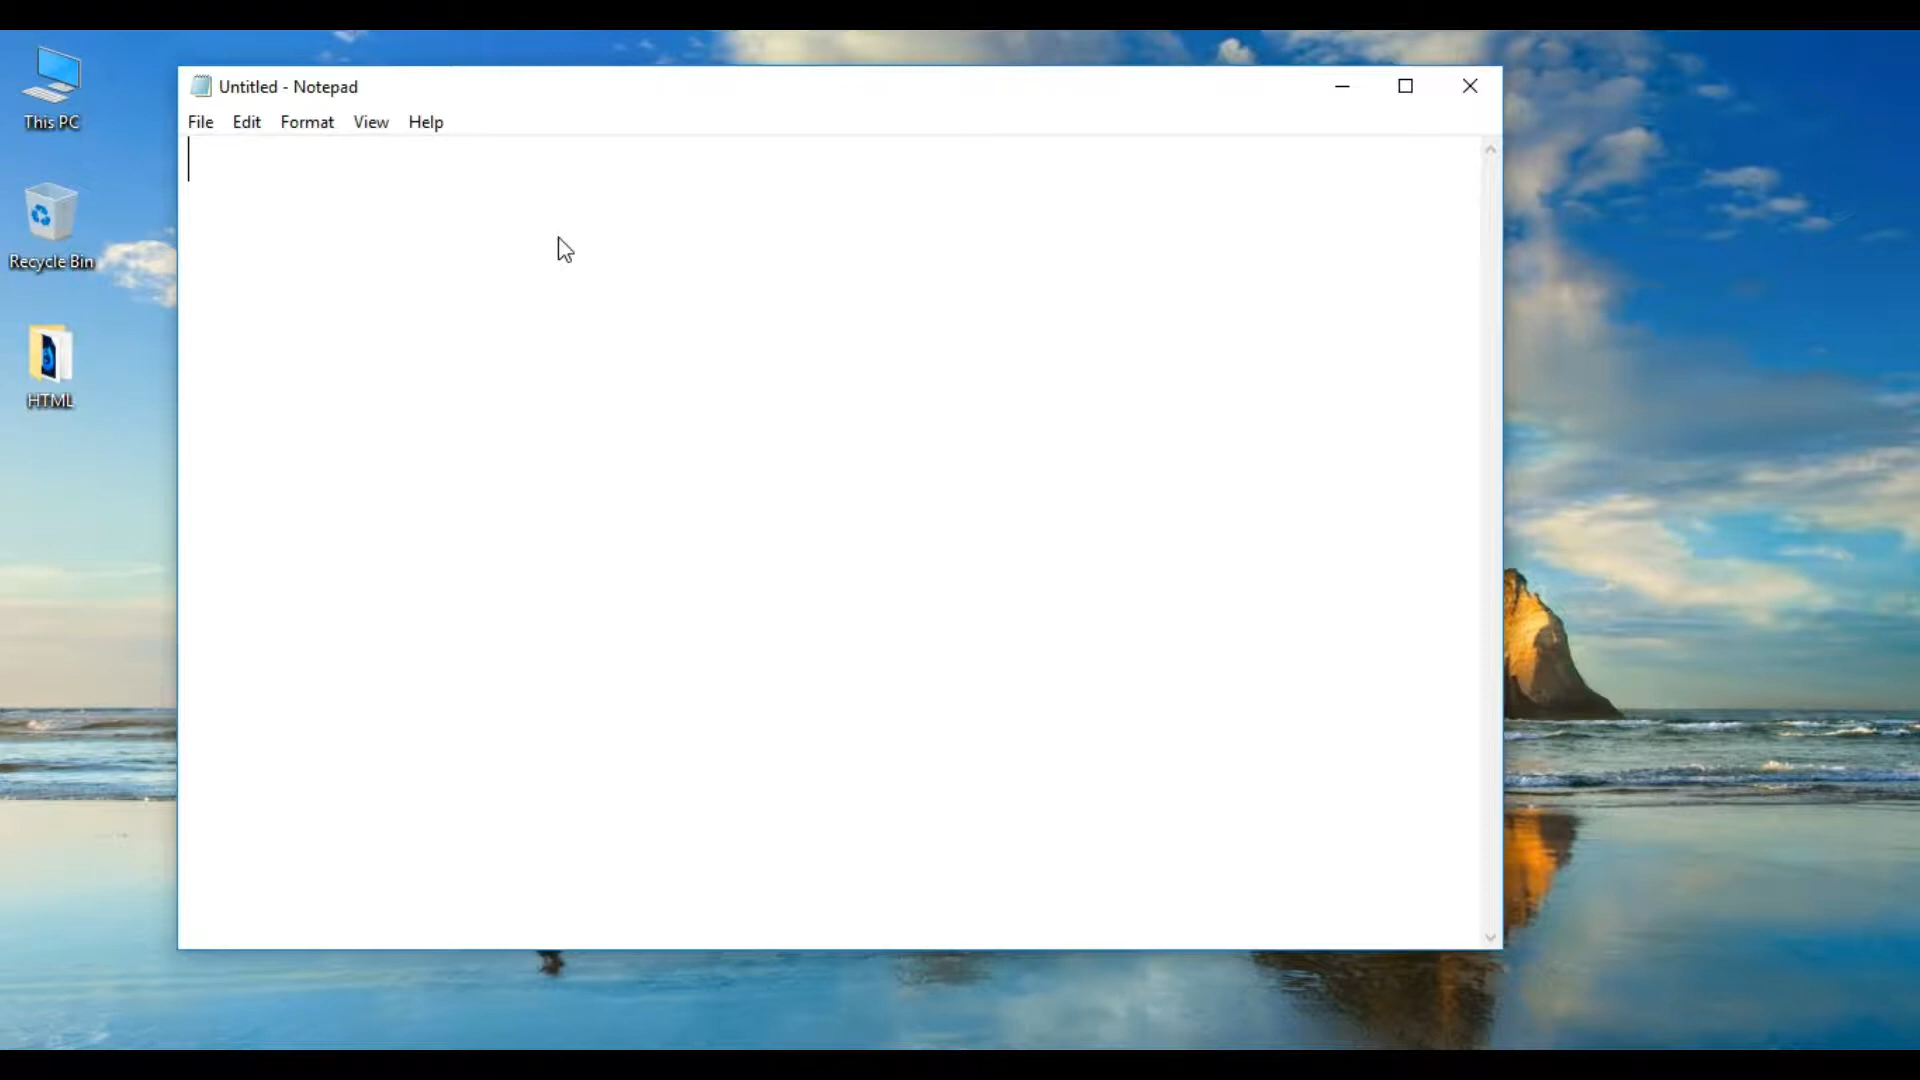 This PC
Recycle Bin
HTML
Untitled - Notepad
File Edit Format View Help